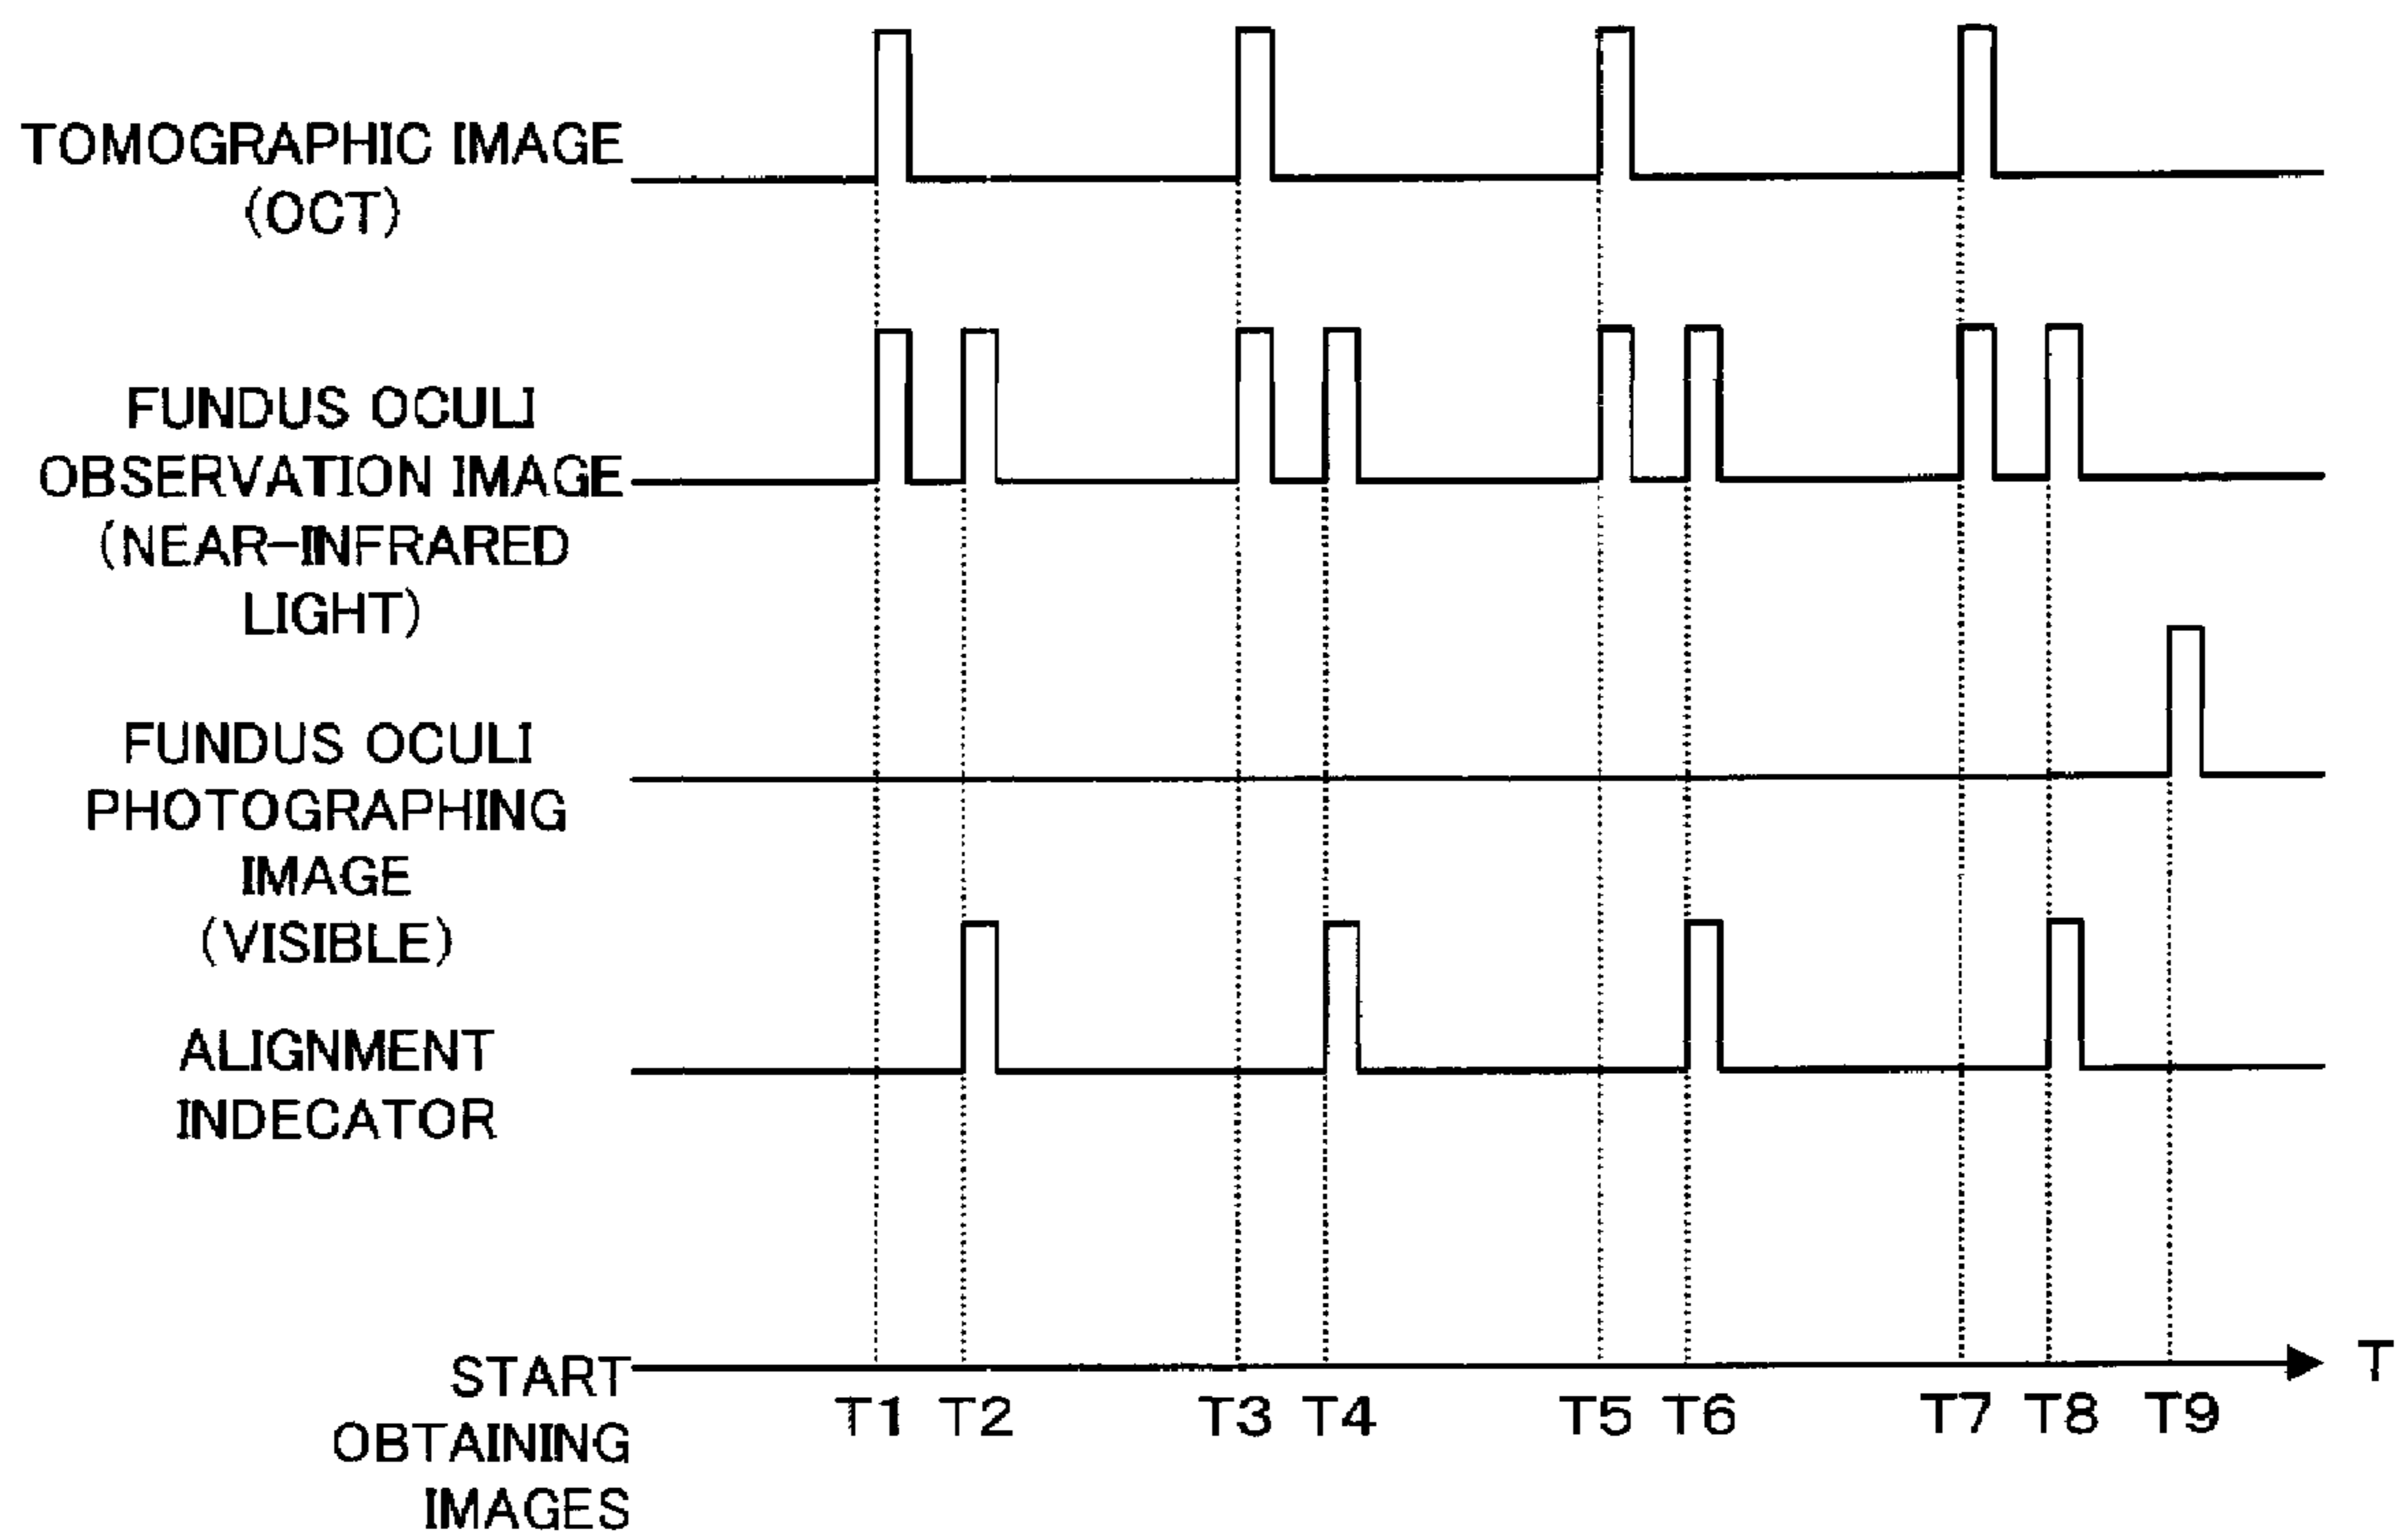 TOMOGRAPHIC IMAGE
(OCT)
FUNDUS OCULI
OBSERVATION IMAGE
(NEAR-INFRARED
LIGHT)
FUNDUS OCULI
PHOTOGRAPHING
IMAGE
(VISIBLE)
ALIGNMENT
INDECATOR
START
OBTAINING
IMAGES
T1 T2 T3 T4 T5 T6 T7 T8 T9
T